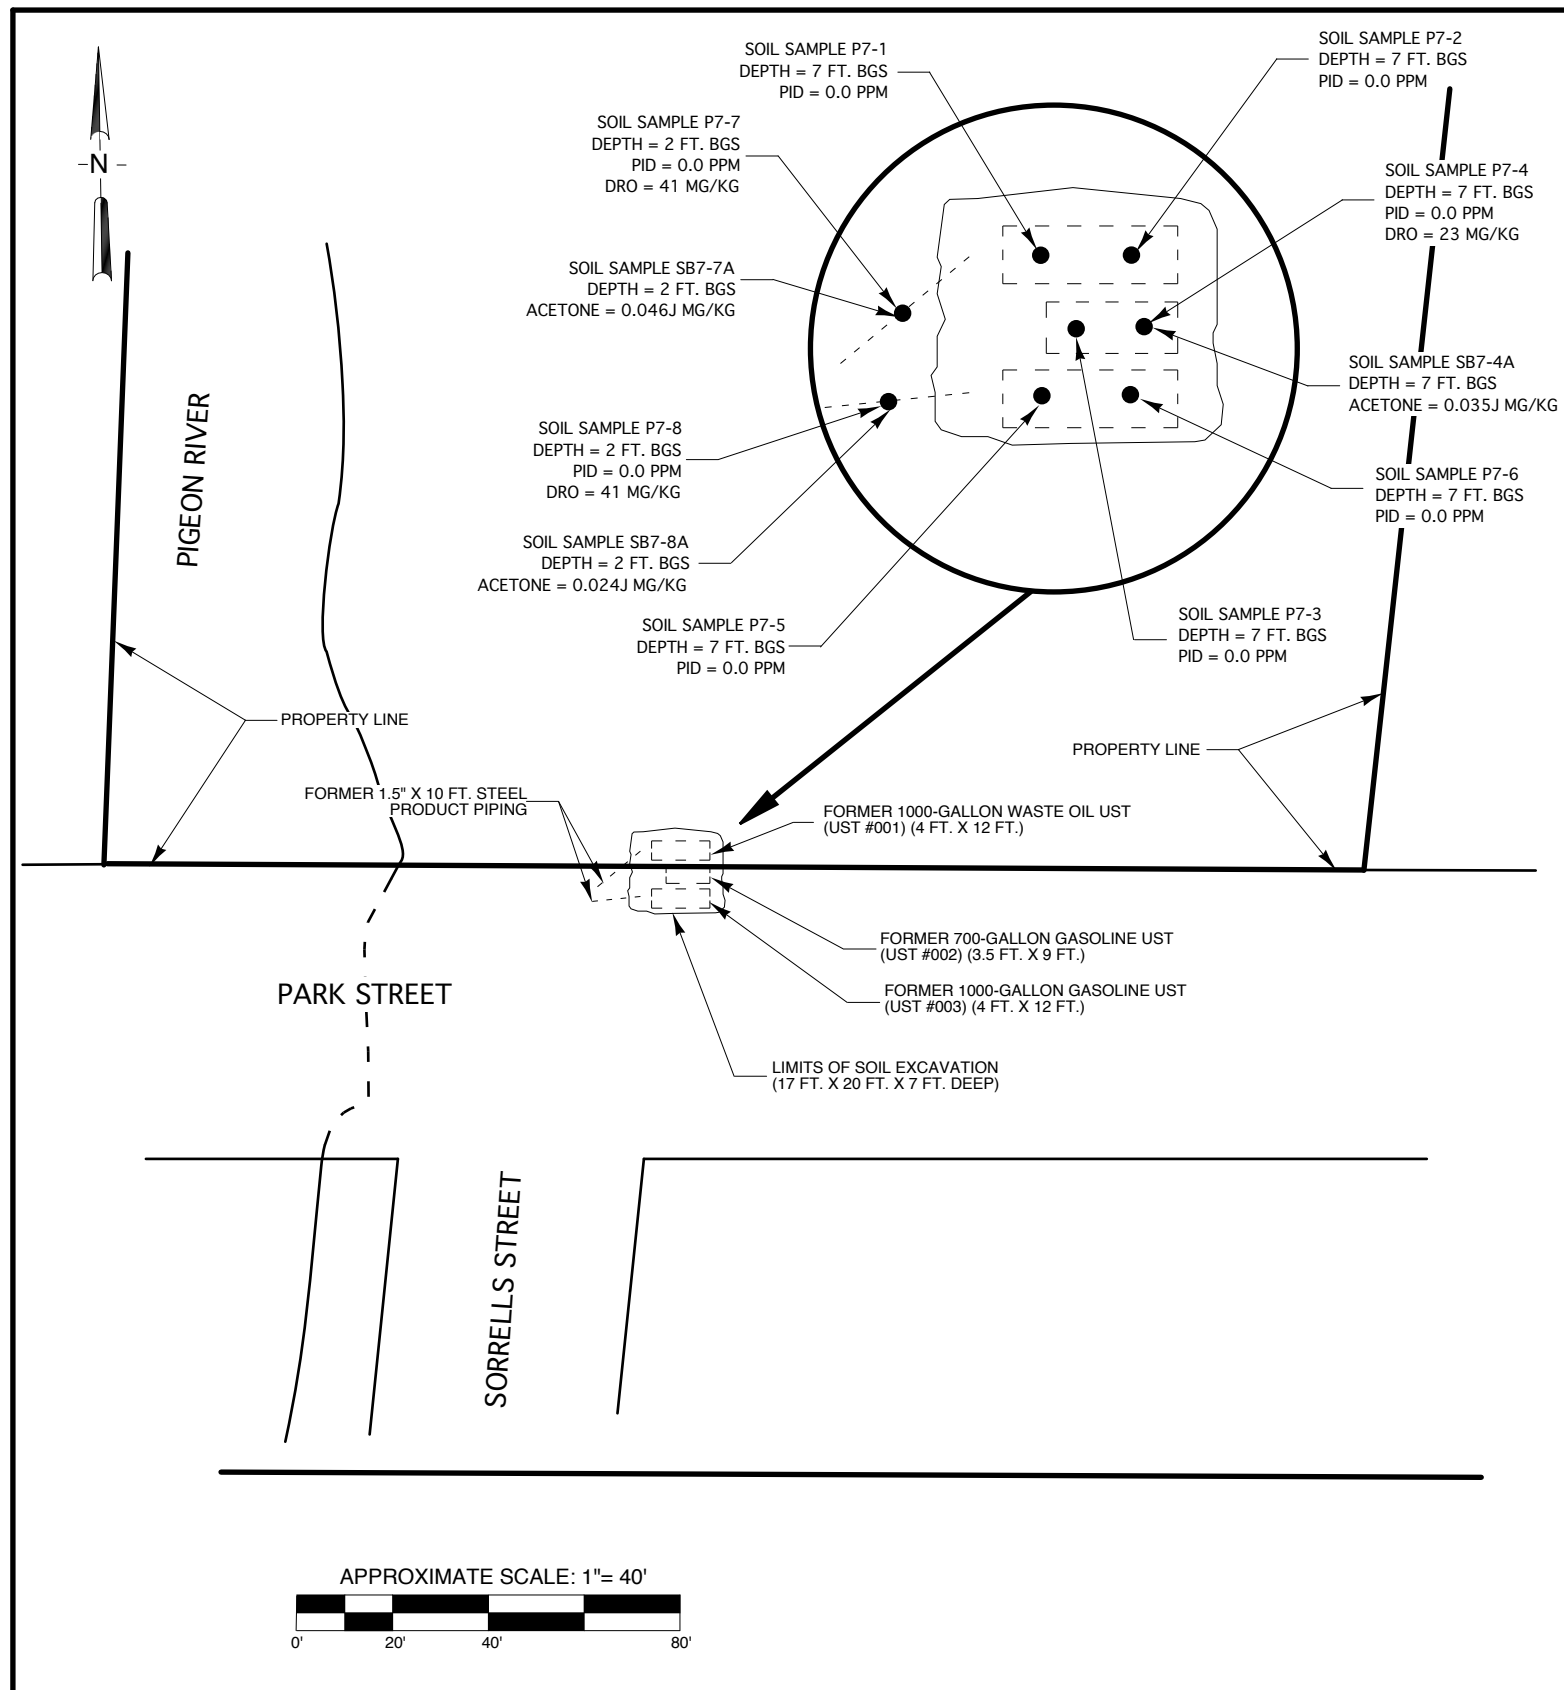 SOIL SAMPLE P7-1
DEPTH = 7 FT. BGS
PID = 0.0 PPM
SOIL SAMPLE P7-2
DEPTH = 7 FT. BGS
PID = 0.0 PPM
SOIL SAMPLE P7-7
DEPTH = 2 FT. BGS
PID = 0.0 PPM
DRO = 41 MG/KG
N
SOIL SAMPLE P7-4
DEPTH = 7 FT. BGS
PID = 0.0 PPM
DRO = 23 MG/KG
SOIL SAMPLE SB7-7A
DEPTH = 2 FT. BGS
ACETONE = 0.046J MG/KG
SOIL SAMPLE SB7-4A
DEPTH = 7 FT. BGS
ACETONE = 0.035J MG/KG
PIGEON RIVER
SOIL SAMPLE P7-8
DEPTH = 2 FT. BGS
PID = 0.0 PPM
DRO = 41 MG/KG
SOIL SAMPLE P7-6
DEPTH = 7 FT. BGS
PID = 0.0 PPM
SOIL SAMPLE SB7-8A
DEPTH = 2 FT. BGS
ACETONE = 0.024J MG/KG
SOIL SAMPLE P7-5
DEPTH = 7 FT. BGS
PID = 0.0 PPM
SOIL SAMPLE P7-3
DEPTH = 7 FT. BGS
PID = 0.0 PPM
PROPERTY LINE
PROPERTY LINE
FORMER 1.5" X 10 FT. STEEL
PRODUCT PIPING
FORMER 1000-GALLON WASTE OIL UST
(UST #001) (4 FT. X 12 FT.)
FORMER 700-GALLON GASOLINE UST
(UST #002) (3.5 FT. X 9 FT.)
FORMER 1000-GALLON GASOLINE UST
(UST #003) (4 FT. X 12 FT.)
PARK STREET
LIMITS OF SOIL EXCAVATION
(17 FT. X 20 FT. X 7 FT. DEEP)
SORRELLS STREET
APPROXIMATE SCALE: 1"= 40'
0' 20' 40' 80'